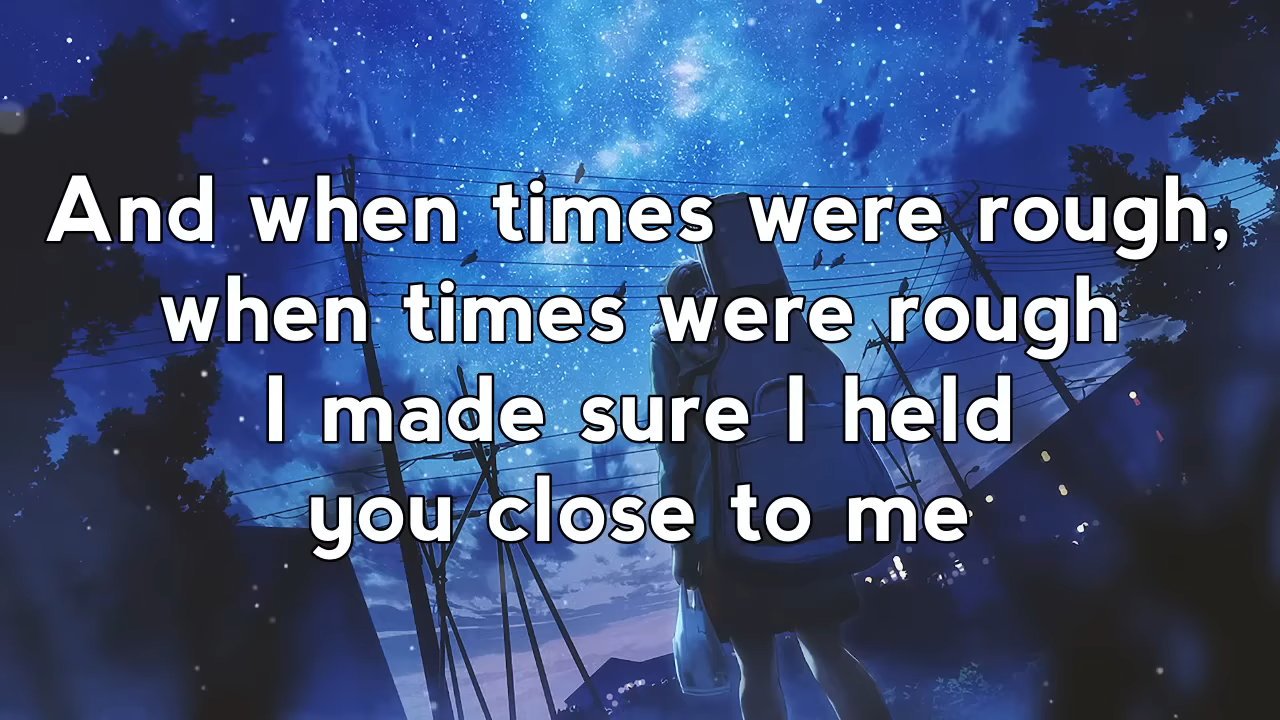 And when times were rough,
when times were rough
I made sure I held
you close to me